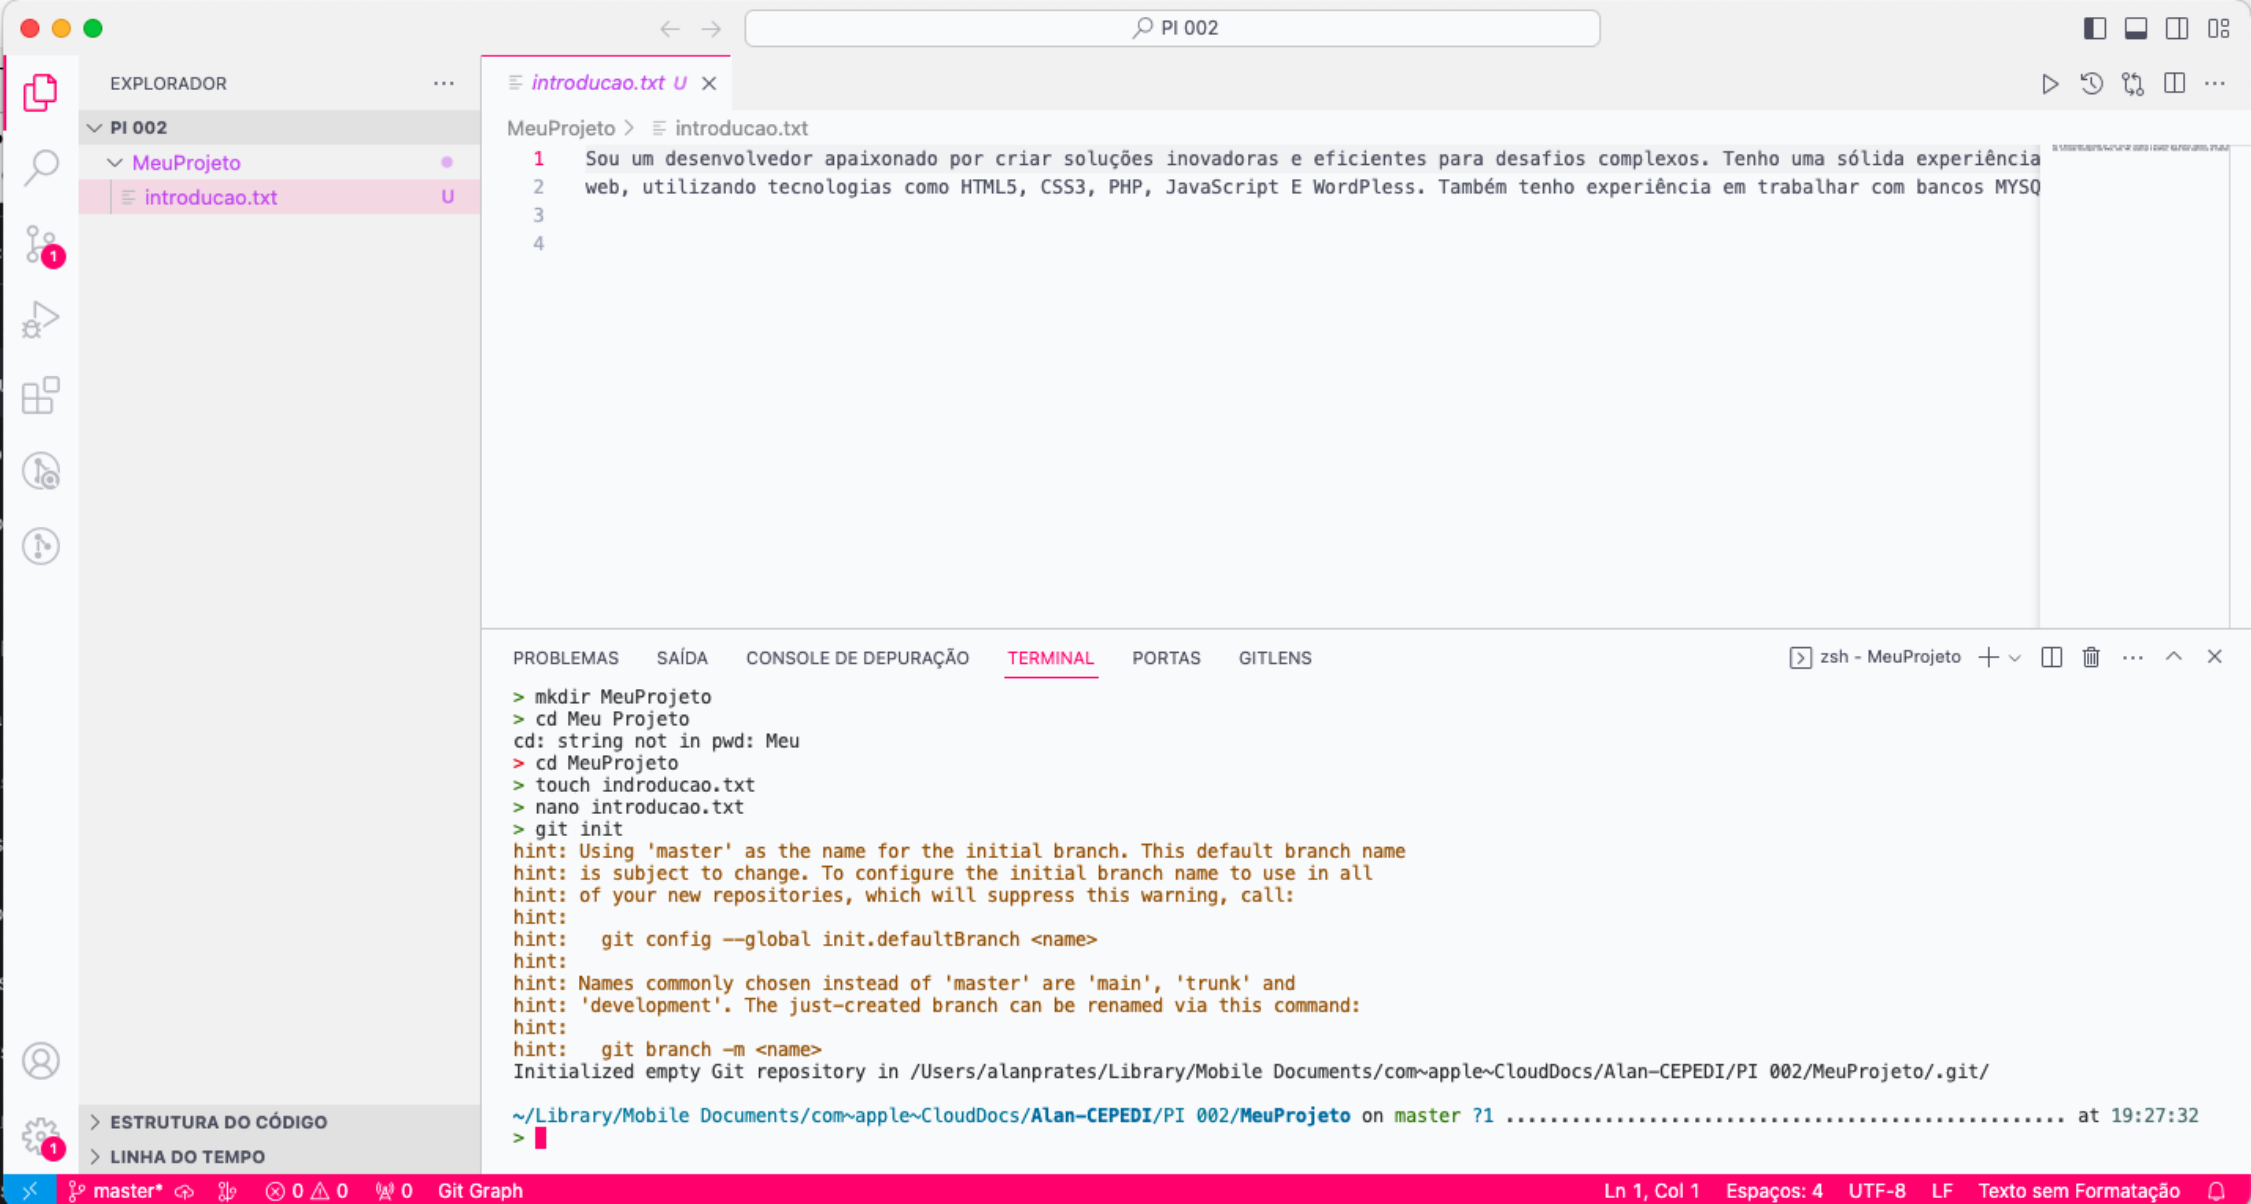 PI 002
EXPLORADOR
PI 002
MeuProjeto
introducao.txt U
1
1
introducao.txt U
MeuProjeto > introducao.txt
1 Sou um desenvolvedor apaixonado por criar soluções inovadoras e eficientes para desafios complexos. Tenho uma sólida experiência
2 web, utilizando tecnologias como HTML5, CSS3, PHP, JavaScript E WordPless. Também tenho experiência em trabalhar com bancos MYSQ
3
4
PROBLEMAS SAÍDA CONSOLE DE DEPURAÇÃO TERMINAL PORTAS GITLENS
zsh - MeuProjeto
> mkdir MeuProjeto
> cd Meu Projeto
cd: string not in pwd: Meu
> cd MeuProjeto
> touch indroducao.txt
> nano introducao.txt
> git init
hint: Using 'master' as the name for the initial branch. This default branch name
hint: is subject to change. To configure the initial branch name to use in all
hint: of your new repositories, which will suppress this warning, call:
hint:
hint:   git config --global init.defaultBranch <name>
hint:
hint: Names commonly chosen instead of 'master' are 'main', 'trunk' and
hint: 'development'. The just-created branch can be renamed via this command:
hint:
hint:   git branch -m <name>
Initialized empty Git repository in /Users/alanprates/Library/Mobile Documents/com~apple~CloudDocs/Alan-CEPEDI/PI 002/MeuProjeto/.git/
~/Library/Mobile Documents/com~apple~CloudDocs/Alan-CEPEDI/PI 002/MeuProjeto on master ?1 ................................................... at 19:27:32
>
ESTRUTURA DO CÓDIGO
LINHA DO TEMPO
master* 0 0 0 Git Graph
Ln 1, Col 1 Espaços: 4 UTF-8 LF Texto sem Formatação